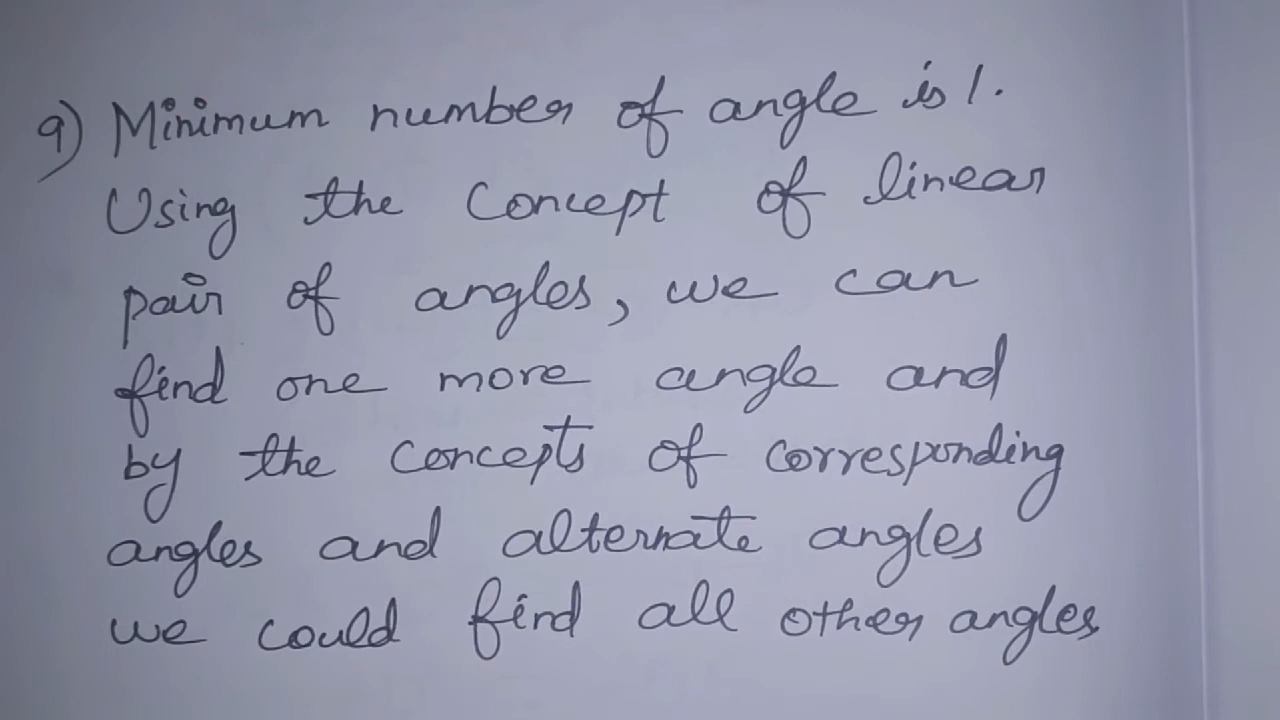 9) Minimum number of angle is 1.
Using the concept of linear
pair of angles, we can
find one more angle and
by the concepts of corresponding
angles and alternate angles
we could find all other angles